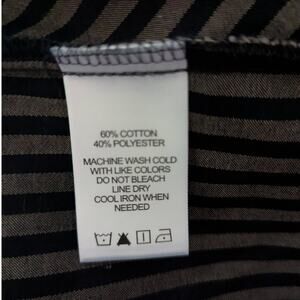 60% COTTON
40% POLYESTER
MACHINE WASH COLD
WITH LIKE COLORS
DO NOT BLEACH
LINE DRY
COOL IRON WHEN
NEEDED